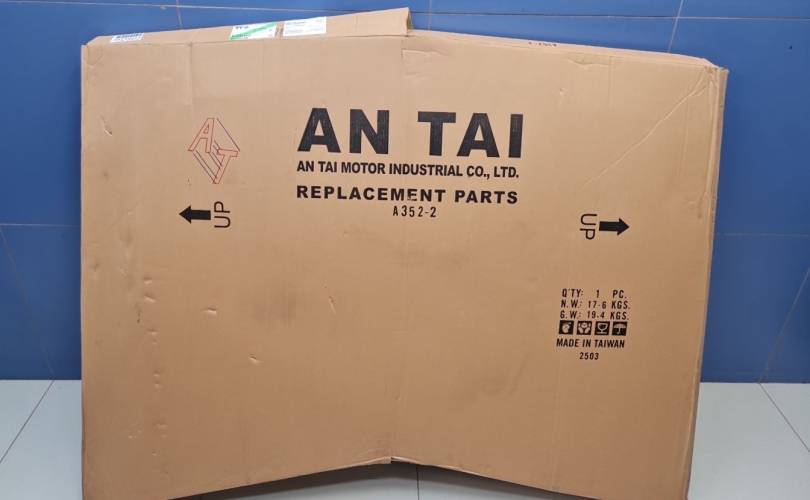 AT
AN TAI
AN TAI MOTOR INDUSTRIAL CO., LTD.
REPLACEMENT PARTS
A352-2
UP
UP
Q'TY: 1 PC.
N.W.: 17.6 KGS.
G.W.: 19.4 KGS.
MADE IN TAIWAN
2503